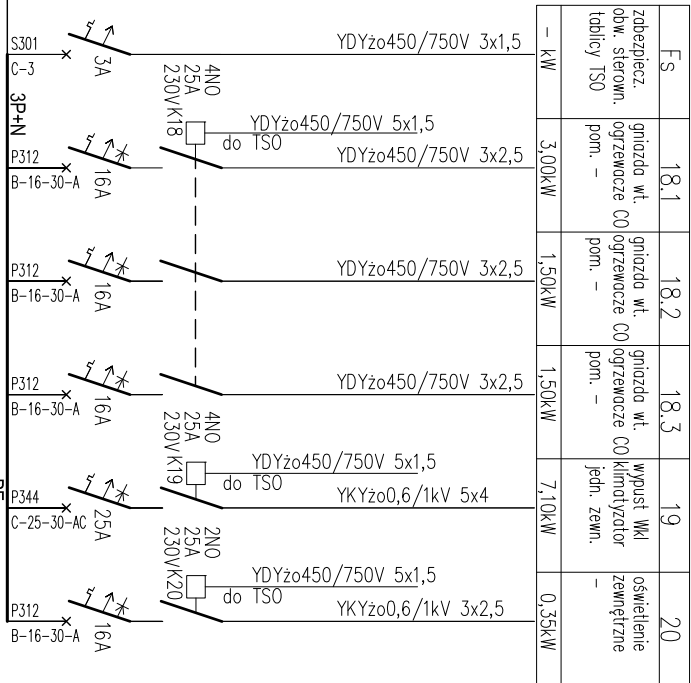 Fs
zabezpiecz.
obw. sterown.
tablicy TSO
– kW
YDYżo450/750V 3x1,5
3A
S301
C-3
3P+N
18.1
gniazda wt.
ogrzewacze CO
pom. –
3,00kW
4NO
25A
230V
K18
YDYżo450/750V 5x1,5
do TSO
YDYżo450/750V 3x2,5
16A
P312
B-16-30-A
18.2
gniazda wt.
ogrzewacze CO
pom. –
1,50kW
YDYżo450/750V 3x2,5
16A
P312
B-16-30-A
18.3
gniazda wt.
ogrzewacze CO
pom. –
1,50kW
YDYżo450/750V 3x2,5
16A
P312
B-16-30-A
19
wypust Wkl
klimatyzator
jedn. zewn.
7,10kW
4NO
25A
230V
K19
YDYżo450/750V 5x1,5
do TSO
YKYżo0,6/1kV 5x4
25A
P344
C-25-30-AC
20
oświetlenie
zewnętrzne
–
0,35kW
2NO
25A
230V
K20
YDYżo450/750V 5x1,5
do TSO
YKYżo0,6/1kV 3x2,5
16A
P312
B-16-30-A